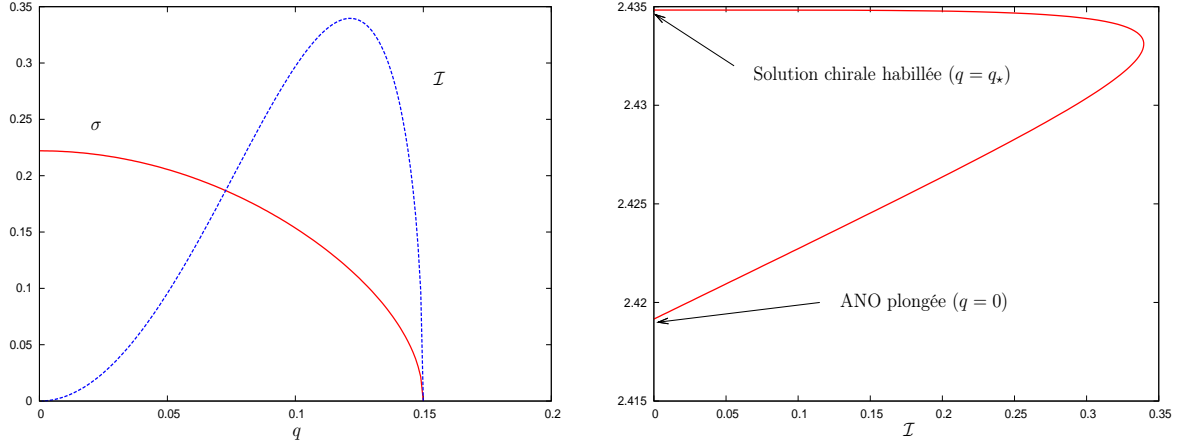 0.35
0.3
0.25
0.2
0.15
0.1
0.05
0
σ
ℐ
0 0.05 0.1 0.15 0.2
q
2.435
2.43
2.425
2.42
2.415
Solution chirale habillée (q = q⋆)
ANO plongée (q = 0)
0 0.05 0.1 0.15 0.2 0.25 0.3 0.35
ℐ